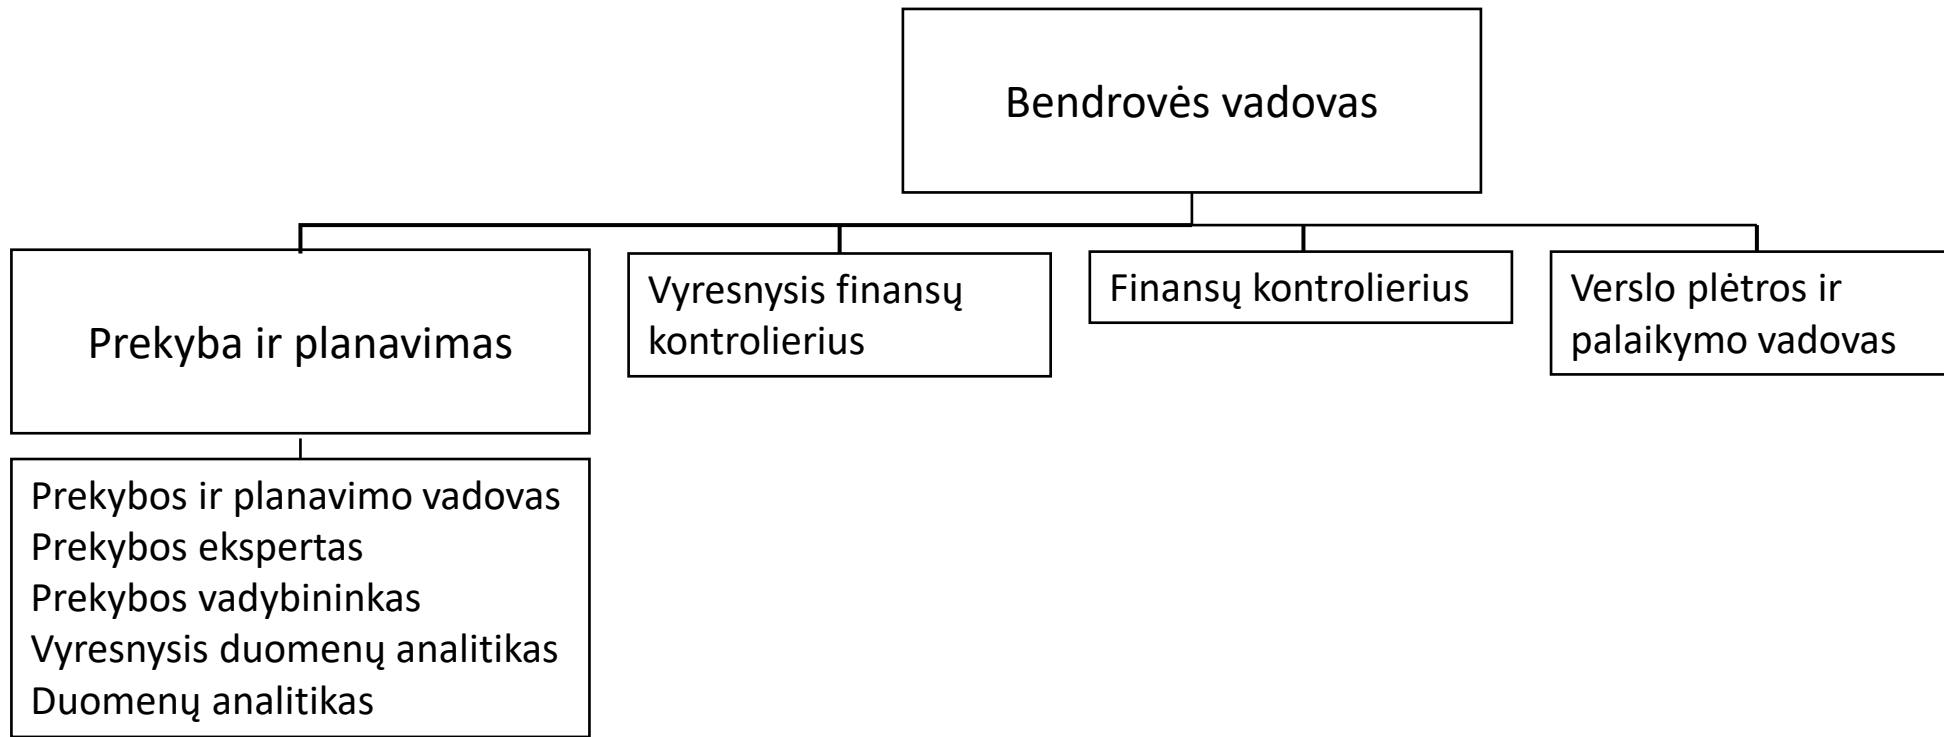 Bendrovės vadovas
Prekyba ir planavimas
Vyresnysis finansų
kontrolierius
Finansų kontrolierius
Verslo plėtros ir
palaikymo vadovas
Prekybos ir planavimo vadovas
Prekybos ekspertas
Prekybos vadybininkas
Vyresnysis duomenų analitikas
Duomenų analitikas